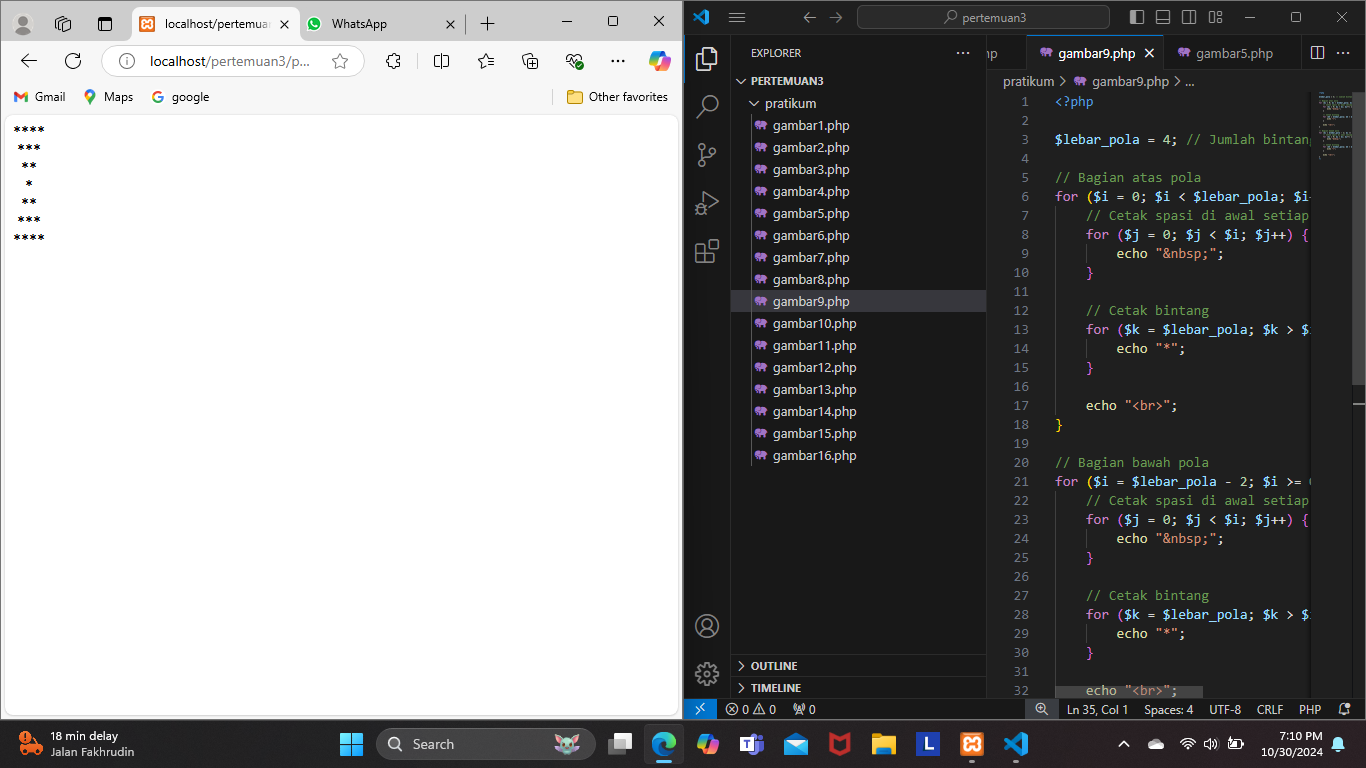 localhost/pertemuan3/
WhatsApp
localhost/pertemuan3/p...
Gmail
Maps
google
Other favorites
****
***
**
*
**
***
****
pertemuan3
EXPLORER
PERTEMUAN3
pratikum
gambar1.php
gambar2.php
gambar3.php
gambar4.php
gambar5.php
gambar6.php
gambar7.php
gambar8.php
gambar9.php
gambar10.php
gambar11.php
gambar12.php
gambar13.php
gambar14.php
gambar15.php
gambar16.php
OUTLINE
TIMELINE
hp
gambar9.php
gambar5.php
pratikum > gambar9.php > ...
1 <?php
2
3 $lebar_pola = 4; // Jumlah bintang
4
5 // Bagian atas pola
6 for ($i = 0; $i < $lebar_pola; $i
7 // Cetak spasi di awal setiap
8 for ($j = 0; $j < $i; $j++) {
9 echo "&nbsp;";
10 }
11
12 // Cetak bintang
13 for ($k = $lebar_pola; $k > $i
14 echo "*";
15 }
16
17 echo "<br>";
18 }
19
20 // Bagian bawah pola
21 for ($i = $lebar_pola - 2; $i >= 0
22 // Cetak spasi di awal setiap
23 for ($j = 0; $j < $i; $j++) {
24 echo "&nbsp;";
25 }
26
27 // Cetak bintang
28 for ($k = $lebar_pola; $k > $i
29 echo "*";
30 }
31
32 echo "<br>";
0 0 0
Ln 35, Col 1
Spaces: 4
UTF-8
CRLF
PHP
18 min delay
Jalan Fakhrudin
Search
L
7:10 PM
10/30/2024